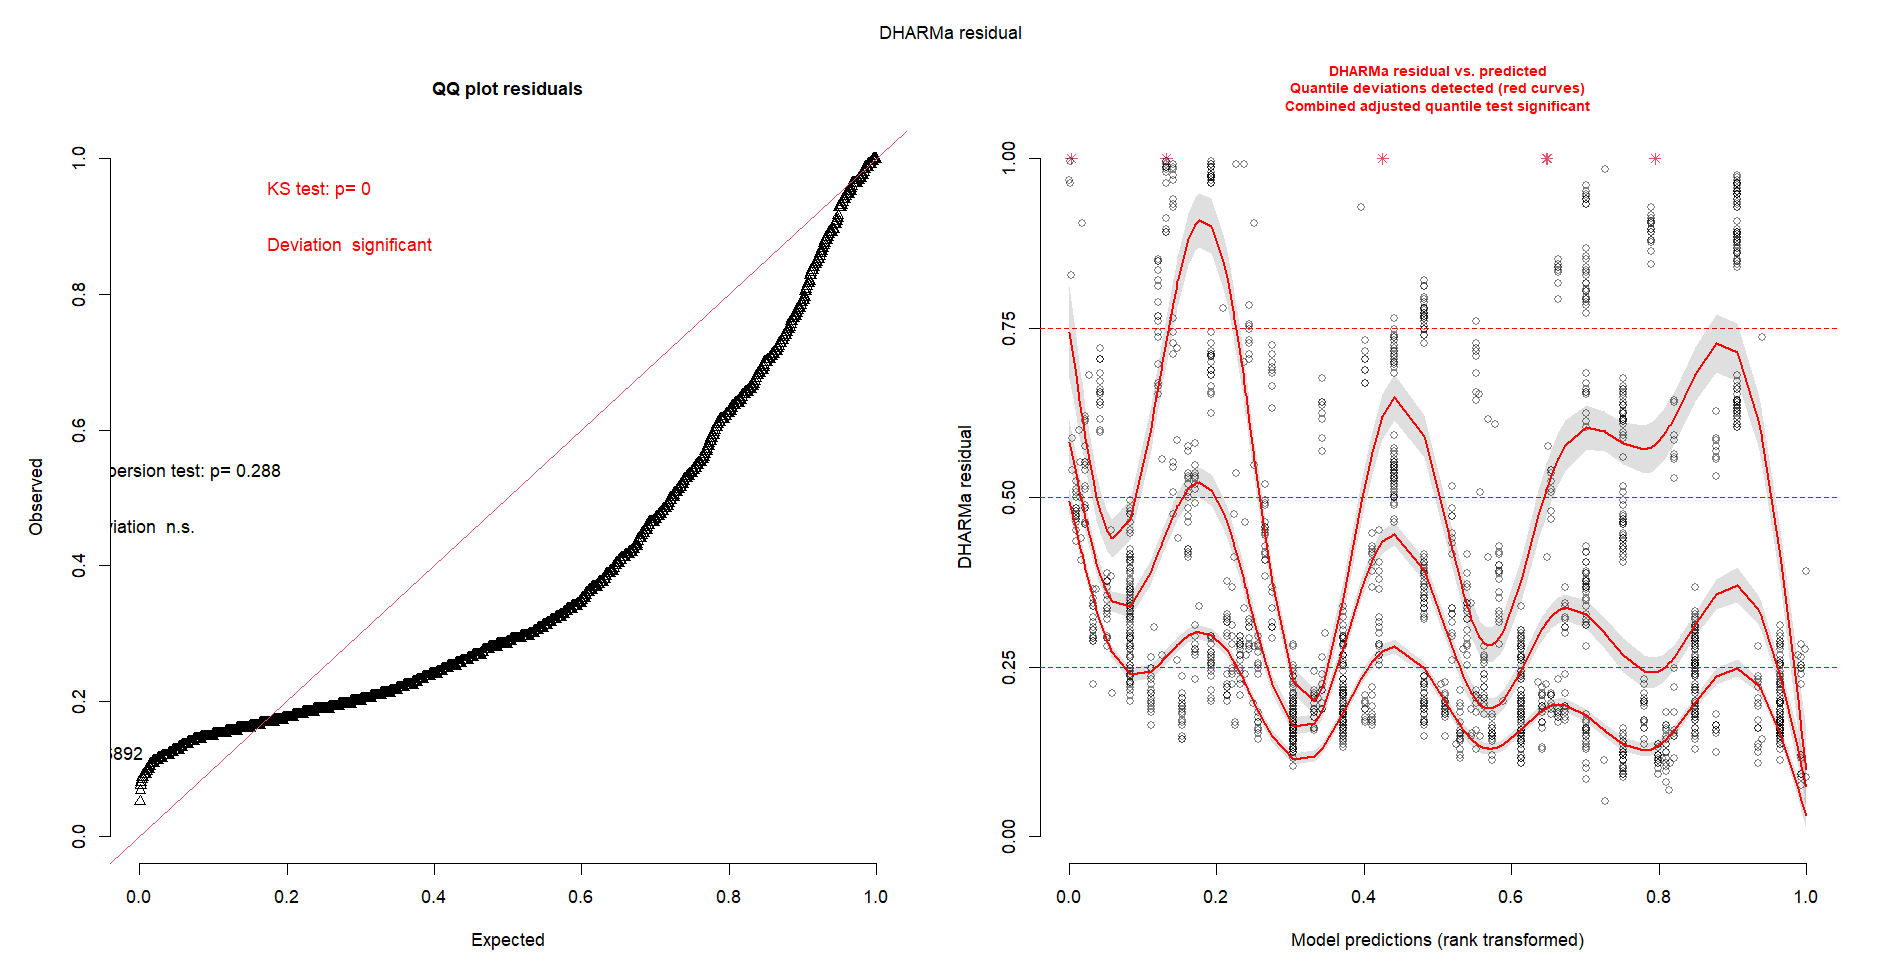 DHARMa residual
QQ plot residuals
KS test: p= 0
Deviation  significant
persion test: p= 0.288
viation  n.s.
6892
Observed
0.0 0.2 0.4 0.6 0.8 1.0
0.0 0.2 0.4 0.6 0.8 1.0
Expected
DHARMa residual vs. predicted
Quantile deviations detected (red curves)
Combined adjusted quantile test significant
DHARMa residual
0.00 0.25 0.50 0.75 1.00
0.0 0.2 0.4 0.6 0.8 1.0
Model predictions (rank transformed)